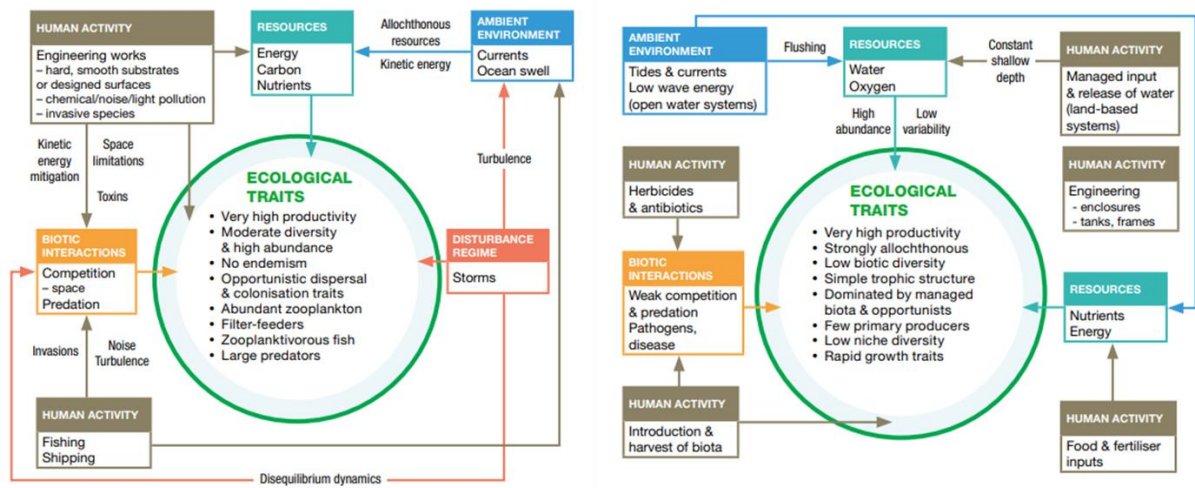 HUMAN ACTIVITY
Engineering works
– hard, smooth substrates
or designed surfaces
– chemical/noise/light pollution
– invasive species
RESOURCES
Energy
Carbon
Nutrients
Allochthonous
resources
Kinetic energy
AMBIENT
ENVIRONMENT
Currents
Ocean swell
Kinetic
energy
mitigation
Space
limitations
Toxins
Turbulence
ECOLOGICAL
TRAITS
• Very high productivity
• Moderate diversity
& high abundance
• No endemism
• Opportunistic dispersal
& colonisation traits
• Abundant zooplankton
• Filter-feeders
• Zooplanktivorous fish
• Large predators
BIOTIC
INTERACTIONS
Competition
– space
Predation
DISTURBANCE
REGIME
Storms
Invasions
Noise
Turbulence
HUMAN ACTIVITY
Fishing
Shipping
Disequilibrium dynamics
AMBIENT
ENVIRONMENT
Tides & currents
Low wave energy
(open water systems)
Flushing
RESOURCES
Water
Oxygen
Constant
shallow
depth
HUMAN ACTIVITY
Managed input
& release of water
(land-based
systems)
High
abundance
Low
variability
HUMAN ACTIVITY
Herbicides
& antibiotics
HUMAN ACTIVITY
Engineering
- enclosures
- tanks, frames
ECOLOGICAL
TRAITS
• Very high productivity
• Strongly allochthonous
• Low biotic diversity
• Simple trophic structure
• Dominated by managed
biota & opportunists
• Few primary producers
• Low niche diversity
• Rapid growth traits
BIOTIC
INTERACTIONS
Weak competition
& predation
Pathogens,
disease
RESOURCES
Nutrients
Energy
HUMAN ACTIVITY
Introduction &
harvest of biota
HUMAN ACTIVITY
Food & fertiliser
inputs